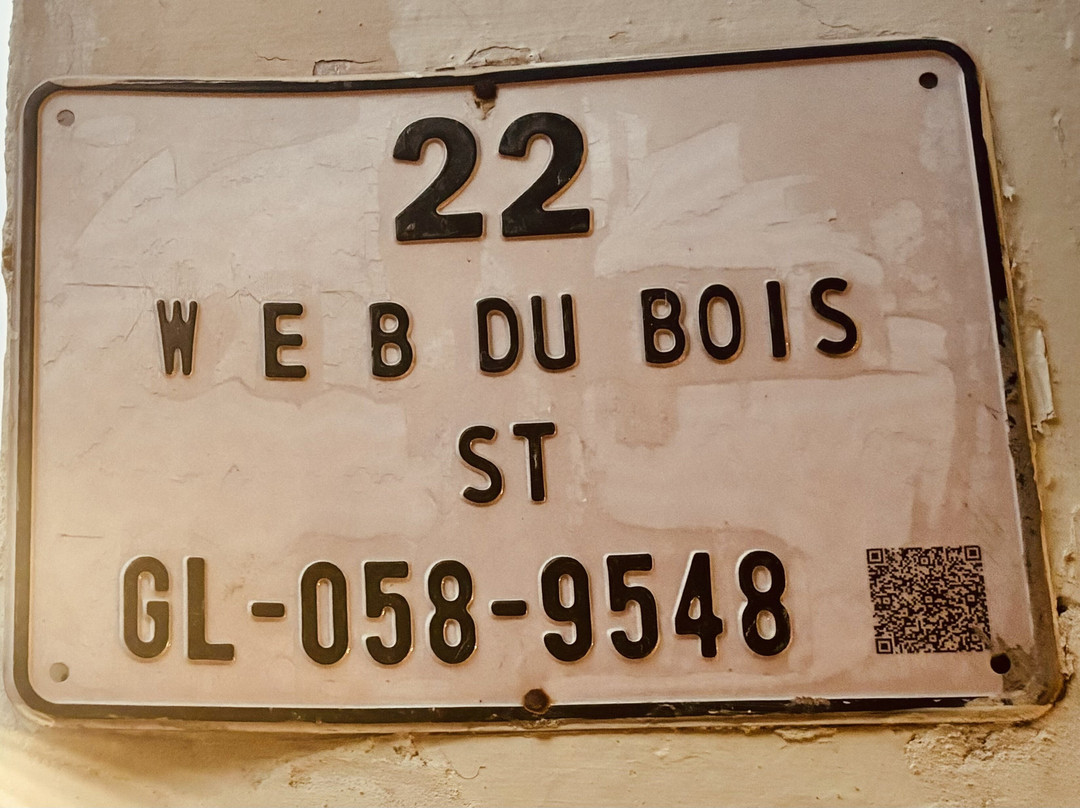 22
W E B DU BOIS
ST
GL-058-9548